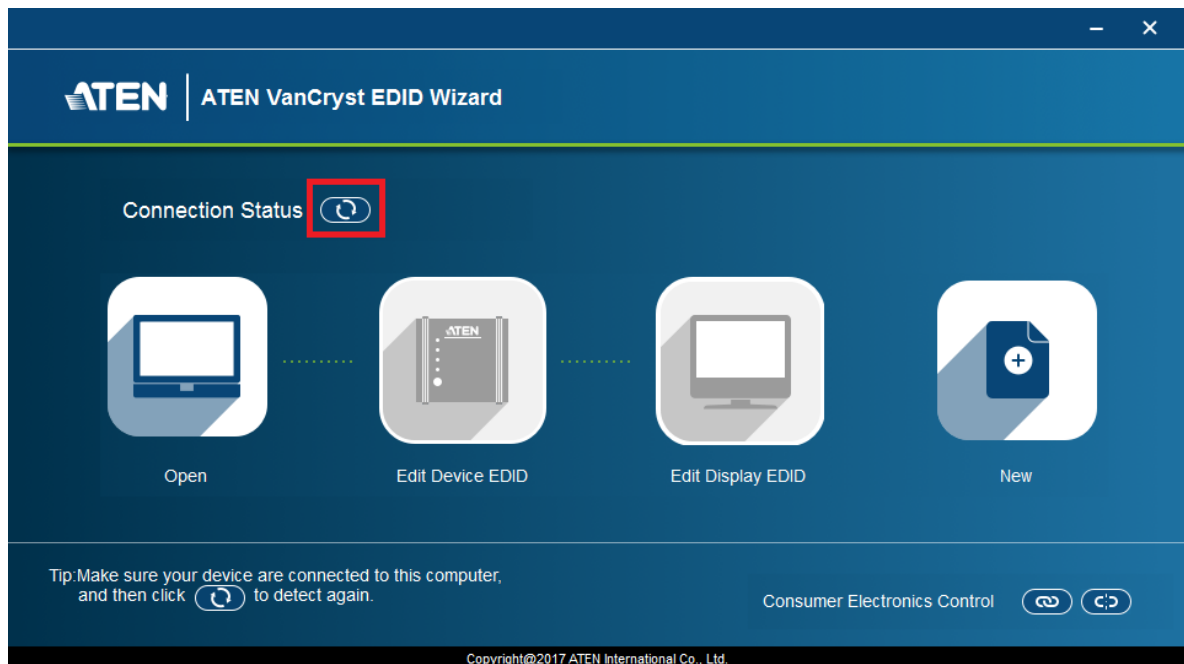 ATEN
ATEN VanCryst EDID Wizard
Connection Status
ATEN
Open
Edit Device EDID
Edit Display EDID
New
Tip:Make sure your device are connected to this computer,
and then click to detect again.
Consumer Electronics Control
Copyright@2017 ATEN International Co., Ltd.